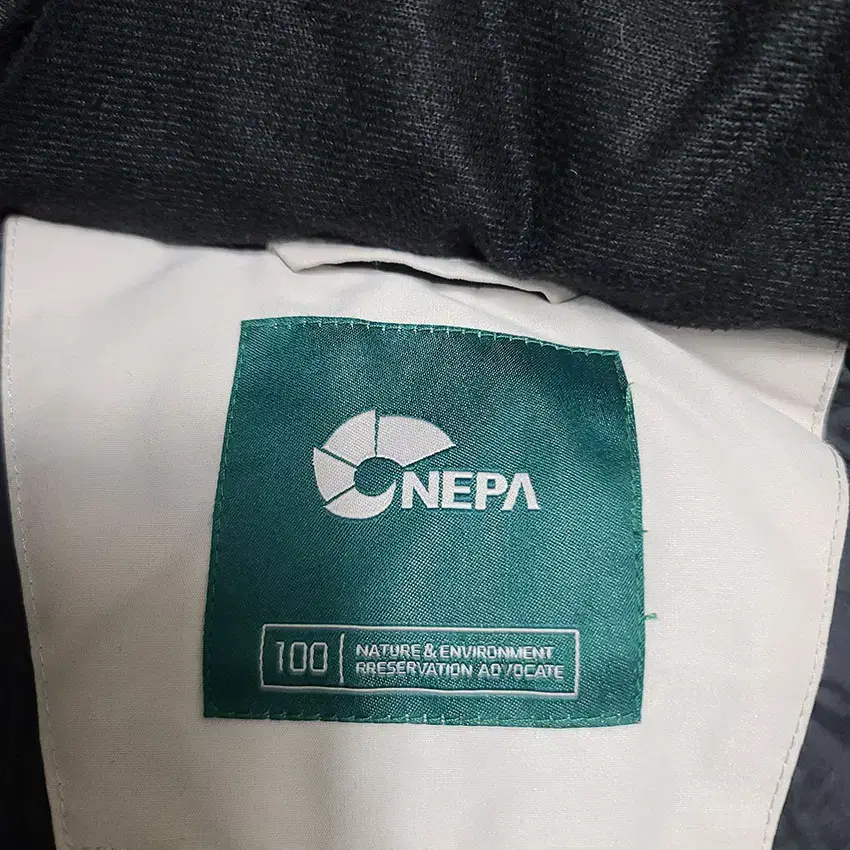 NEPA
100
NATURE & ENVIRONMENT
PRESERVATION ADVOCATE